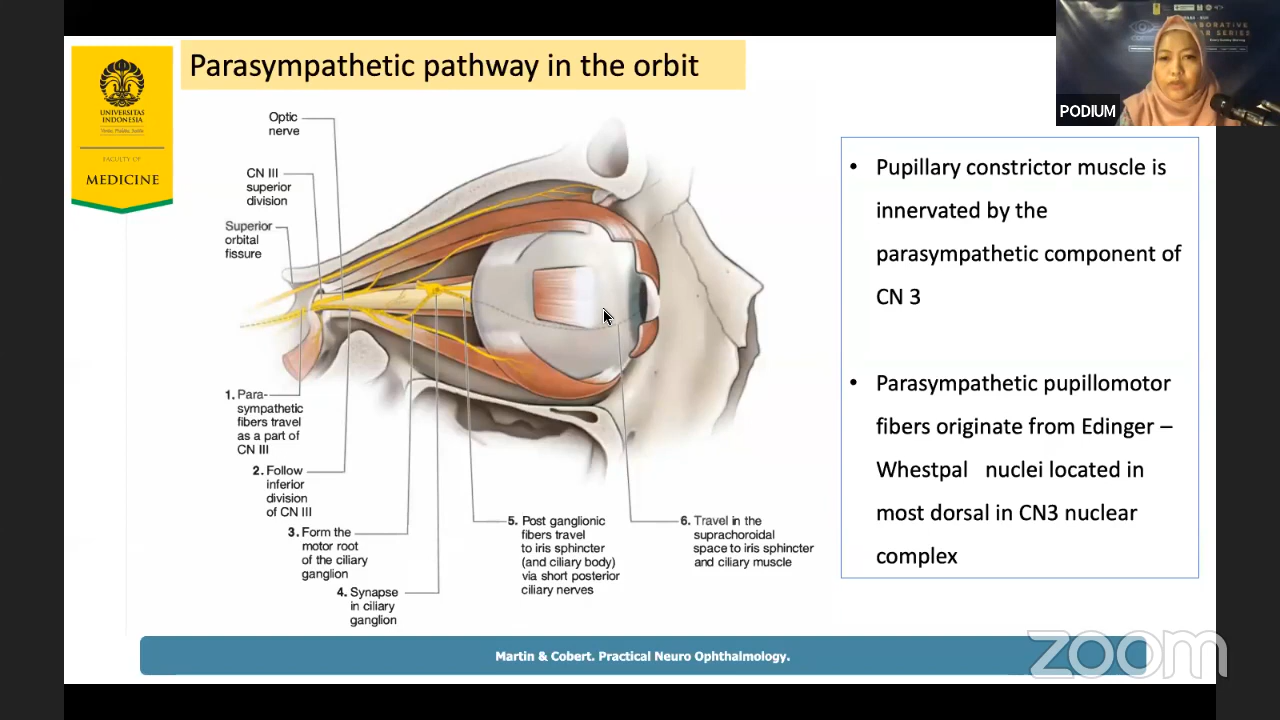 Parasympathetic pathway in the orbit
UNIVERSITAS
INDONESIA
FACULTY OF
MEDICINE
PODIUM
Optic
nerve
CN III
superior
division
Superior
orbital
fissure
1. Para-
sympathetic
fibers travel
as a part of
CN III
2. Follow
inferior
division
of CN III
3. Form the
motor root
of the ciliary
ganglion
4. Synapse
in ciliary
ganglion
5. Post ganglionic
fibers travel
to iris sphincter
(and ciliary body)
via short posterior
ciliary nerves
6. Travel in the
suprachoroidal
space to iris sphincter
and ciliary muscle
• Pupillary constrictor muscle is
innervated by the
parasympathetic component of
CN 3
• Parasympathetic pupillomotor
fibers originate from Edinger –
Whestpal nuclei located in
most dorsal in CN3 nuclear
complex
Martin & Cobert. Practical Neuro Ophthalmology.
zoom